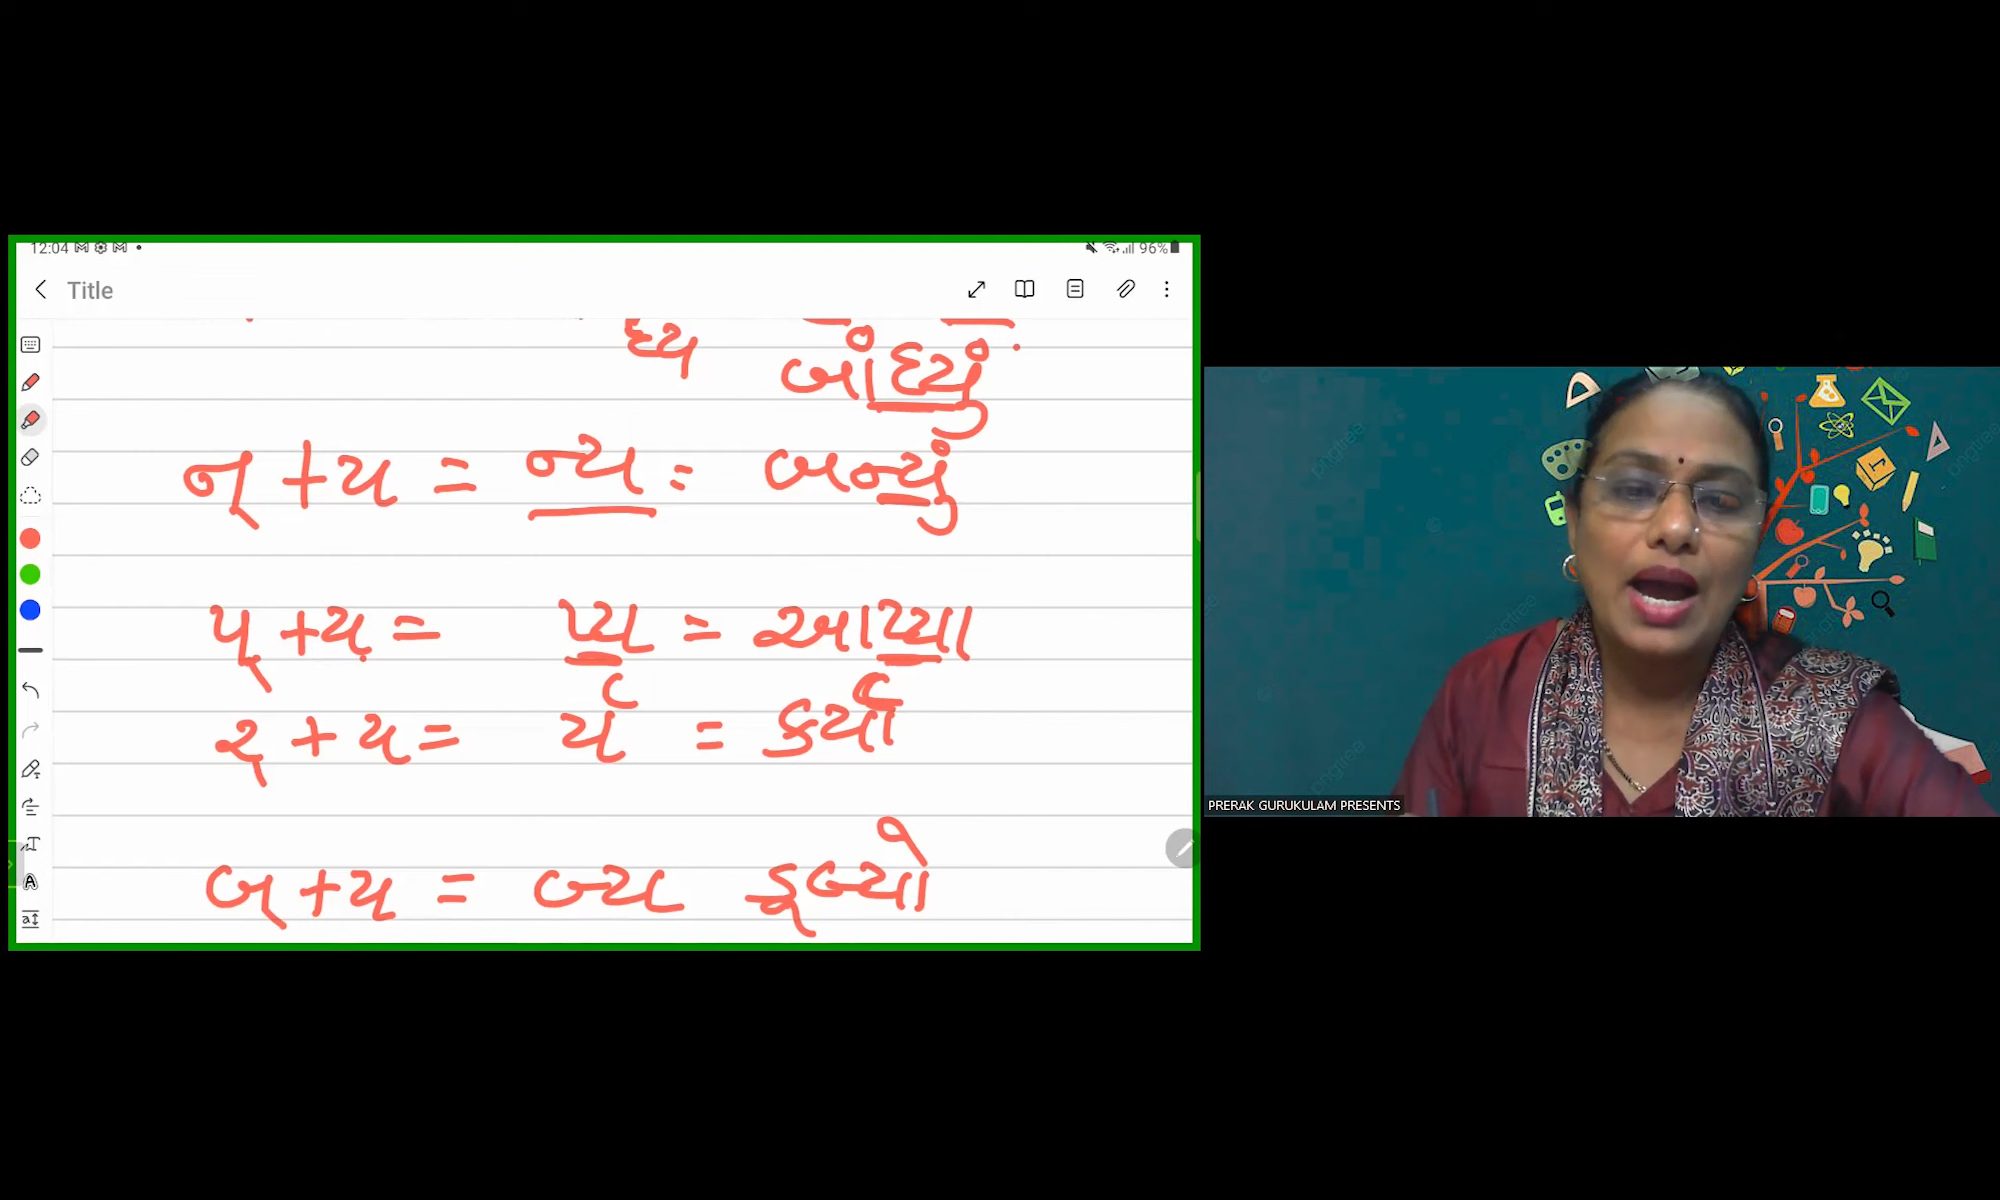 12:04
96%
Title
ધ્ય બાંધ્યું
ન્ + ય = ન્ય = બન્યું
પ્ + ય = પ્ય = આપ્યા
ર્ + ય = ર્ય = કર્યા
બ્ + ય = બ્ય ડૂબ્યો
PRERAK GURUKULAM PRESENTS